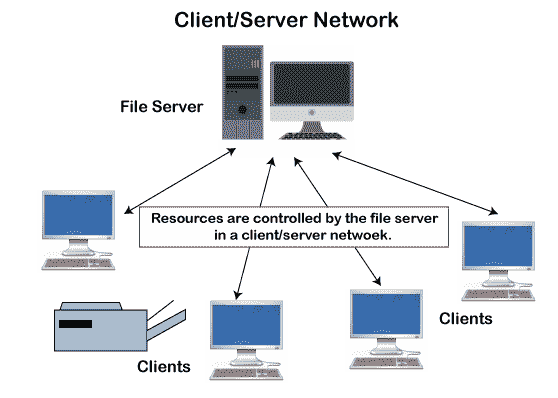 Client/Server Network
File Server
Resources are controlled by the file server
in a client/server netwoek.
Clients
Clients